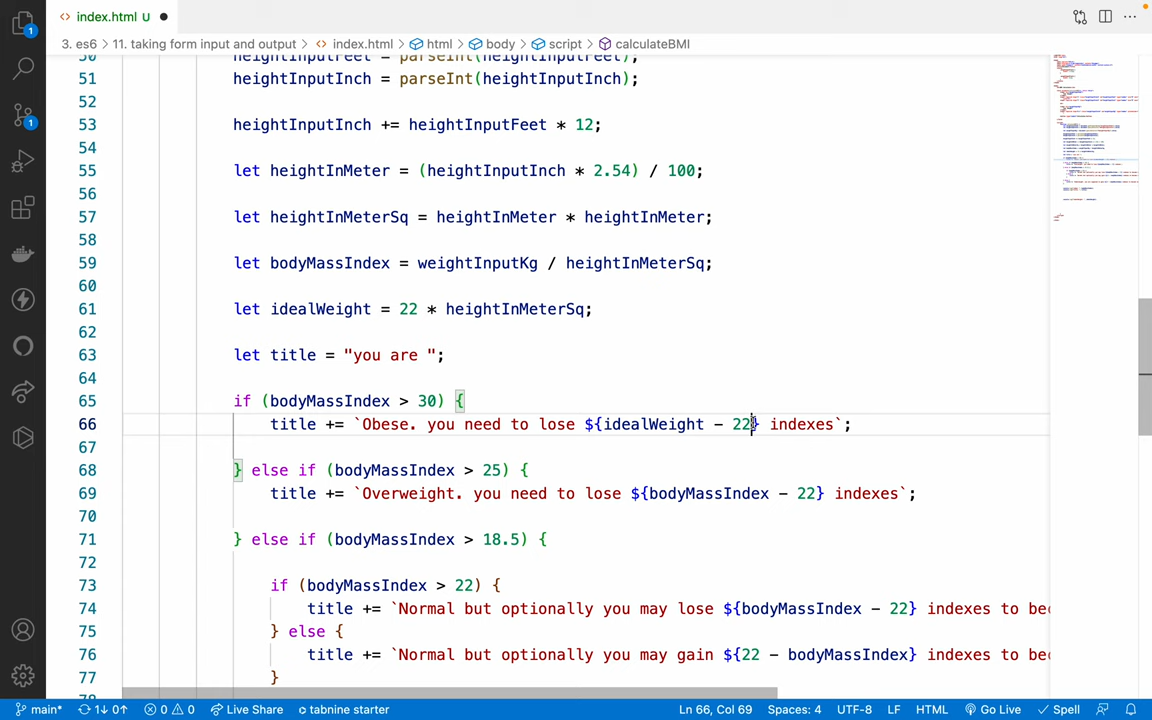 index.html U
3. es6 > 11. taking form input and output > index.html > html > body > script > calculateBMI
50 heightInputFeet = parseInt(heightInputFeet);
51 heightInputInch = parseInt(heightInputInch);
52
53 heightInputInch += heightInputFeet * 12;
54
55 let heightInMeter = (heightInputInch * 2.54) / 100;
56
57 let heightInMeterSq = heightInMeter * heightInMeter;
58
59 let bodyMassIndex = weightInputKg / heightInMeterSq;
60
61 let idealWeight = 22 * heightInMeterSq;
62
63 let title = "you are ";
64
65 if (bodyMassIndex > 30) {
66 title += `Obese. you need to lose ${idealWeight - 22} indexes`;
67
68 } else if (bodyMassIndex > 25) {
69 title += `Overweight. you need to lose ${bodyMassIndex - 22} indexes`;
70
71 } else if (bodyMassIndex > 18.5) {
72
73 if (bodyMassIndex > 22) {
74 title += `Normal but optionally you may lose ${bodyMassIndex - 22} indexes to bec
75 } else {
76 title += `Normal but optionally you may gain ${22 - bodyMassIndex} indexes to bec
77 }
78
1
1
main* 1↓ 0↑ 0 0 Live Share tabnine starter Ln 66, Col 69 Spaces: 4 UTF-8 LF HTML Go Live Spell